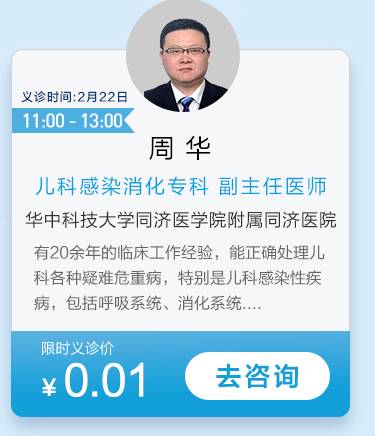 义诊时间:2月22日
11:00 - 13:00
周 华
儿科感染消化专科 副主任医师
华中科技大学同济医学院附属同济医院
有20余年的临床工作经验，能正确处理儿
科各种疑难危重病，特别是儿科感染性疾
病，包括呼吸系统、消化系统....
限时义诊价
¥ 0.01
去咨询